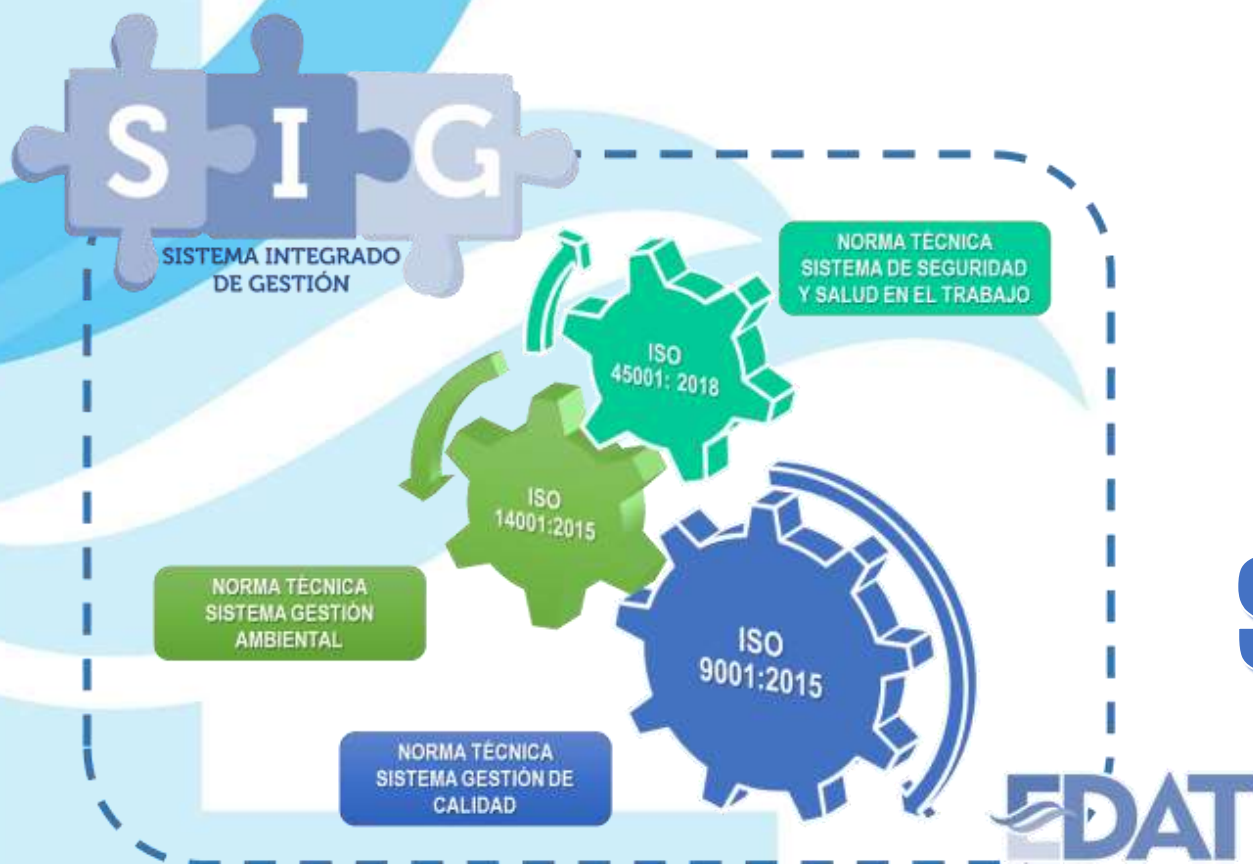 SIG
SISTEMA INTEGRADO
DE GESTIÓN
NORMA TÉCNICA
SISTEMA DE SEGURIDAD
Y SALUD EN EL TRABAJO
ISO
45001: 2018
ISO
14001:2015
NORMA TÉCNICA
SISTEMA GESTIÓN
AMBIENTAL
ISO
9001:2015
NORMA TÉCNICA
SISTEMA GESTIÓN DE
CALIDAD
EDAT